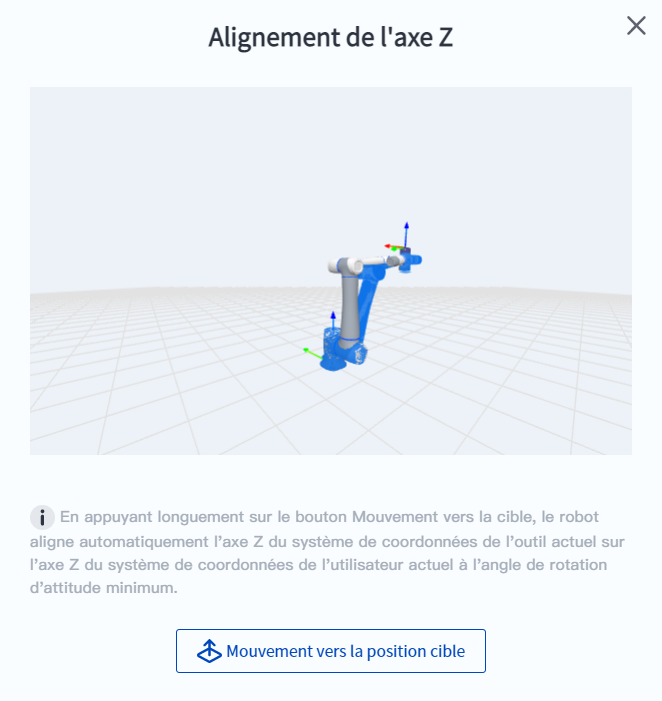 Alignement de l'axe Z
En appuyant longuement sur le bouton Mouvement vers la cible, le robot
aligne automatiquement l'axe Z du système de coordonnées de l'outil actuel sur
l'axe Z du système de coordonnées de l'utilisateur actuel à l'angle de rotation
d'attitude minimum.
Mouvement vers la position cible